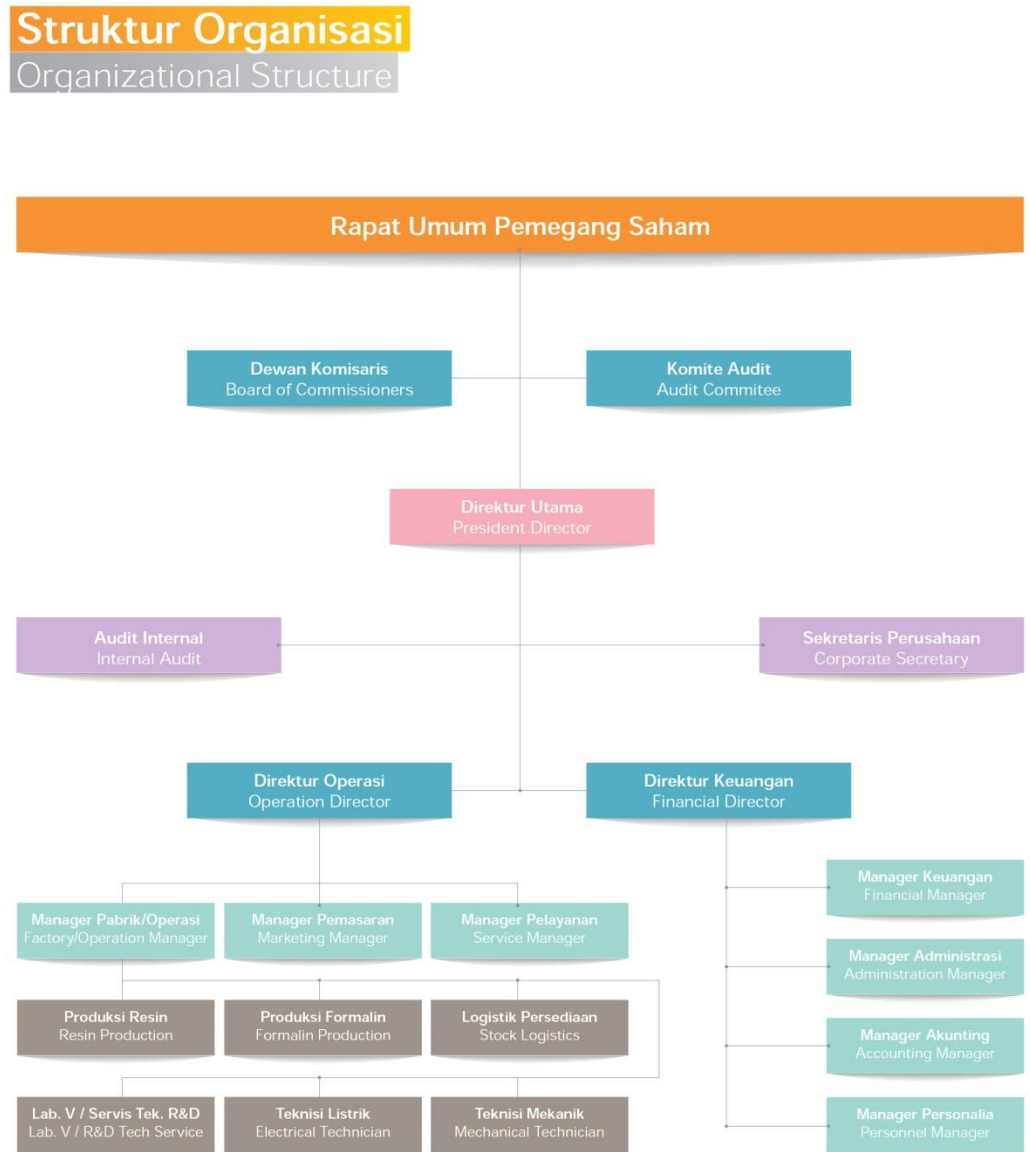 Struktur Organisasi
Organizational Structure
Rapat Umum Pemegang Saham
Dewan Komisaris
Board of Commissioners
Komite Audit
Audit Commitee
Direktur Utama
President Director
Audit Internal
Internal Audit
Sekretaris Perusahaan
Corporate Secretary
Direktur Operasi
Operation Director
Direktur Keuangan
Financial Director
Manager Pabrik/Operasi
Factory/Operation Manager
Manager Pemasaran
Marketing Manager
Manager Pelayanan
Service Manager
Produksi Resin
Resin Production
Produksi Formalin
Formalin Production
Logistik Persediaan
Stock Logistics
Lab. V / Servis Tek. R&D
Lab. V / R&D Tech Service
Teknisi Listrik
Electrical Technician
Teknisi Mekanik
Mechanical Technician
Manager Keuangan
Financial Manager
Manager Administrasi
Administration Manager
Manager Akunting
Accounting Manager
Manager Personalia
Personnel Manager